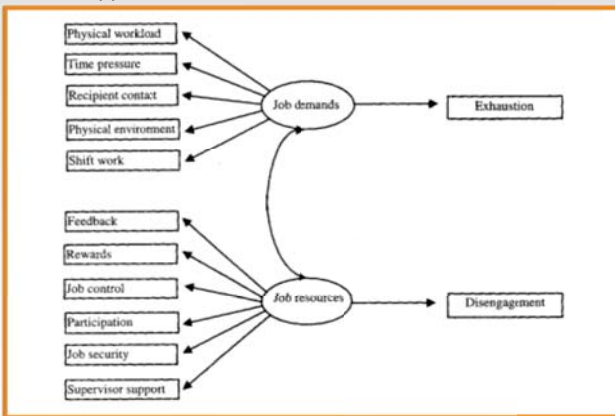 Physical workload
Time pressure
Recipient contact
Physical environment
Shift work
Job demands
Exhaustion
Feedback
Rewards
Job control
Participation
Job security
Supervisor support
Job resources
Disengagement